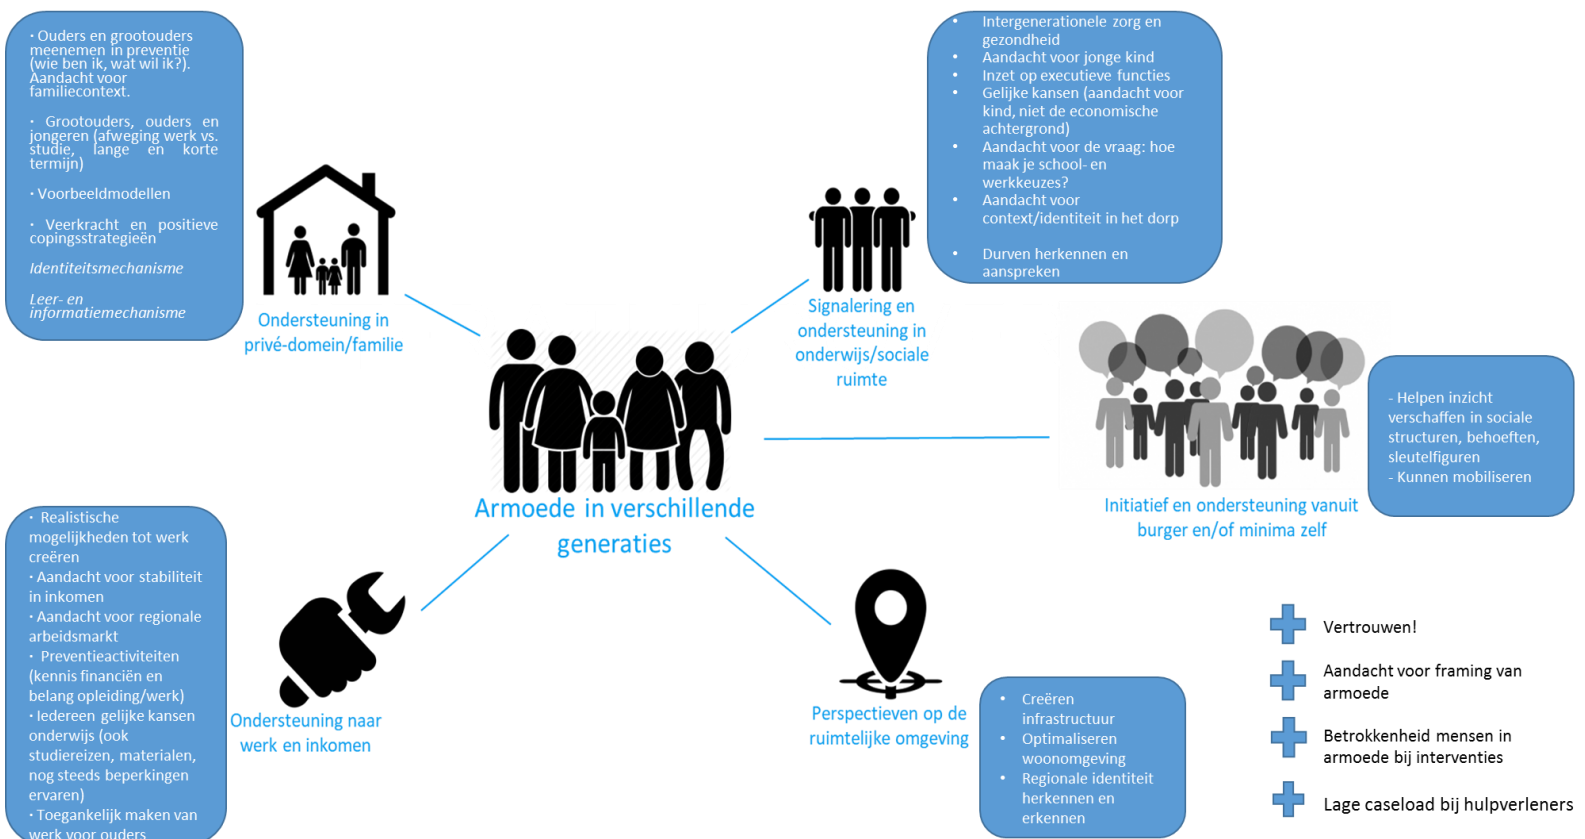 · Ouders en grootouders
meenemen in preventie
(wie ben ik, wat wil ik?).
Aandacht voor
familiecontext.
· Grootouders, ouders en
jongeren (afweging werk vs.
studie, lange en korte
termijn)
· Voorbeeldmodellen
· Veerkracht en positieve
copingsstrategieën
Identiteitsmechanisme
Leer- en
informatiemechanisme
Ondersteuning in
privé-domein/familie
• Intergenerationele zorg en
gezondheid
• Aandacht voor jonge kind
• Inzet op executieve functies
• Gelijke kansen (aandacht voor
kind, niet de economische
achtergrond)
• Aandacht voor de vraag: hoe
maak je school- en
werkkeuzes?
• Aandacht voor
context/identiteit in het dorp
• Durven herkennen en
aanspreken
Signalering en
ondersteuning in
onderwijs/sociale
ruimte
- Helpen inzicht
verschaffen in sociale
structuren, behoeften,
sleutelfiguren
- Kunnen mobiliseren
Initiatief en ondersteuning vanuit
burger en/of minima zelf
Armoede in verschillende
generaties
· Realistische
mogelijkheden tot werk
creëren
· Aandacht voor stabiliteit
in inkomen
· Aandacht voor regionale
arbeidsmarkt
· Preventieactiviteiten
(kennis financiën en
belang opleiding/werk)
· Iedereen gelijke kansen
onderwijs (ook
studiereizen, materialen,
nog steeds beperkingen
ervaren)
· Toegankelijk maken van
werk voor ouders
Ondersteuning naar
werk en inkomen
Perspectieven op de
ruimtelijke omgeving
• Creëren
infrastructuur
• Optimaliseren
woonomgeving
• Regionale identiteit
herkennen en
erkennen
Vertrouwen!
Aandacht voor framing van
armoede
Betrokkenheid mensen in
armoede bij interventies
Lage caseload bij hulpverleners